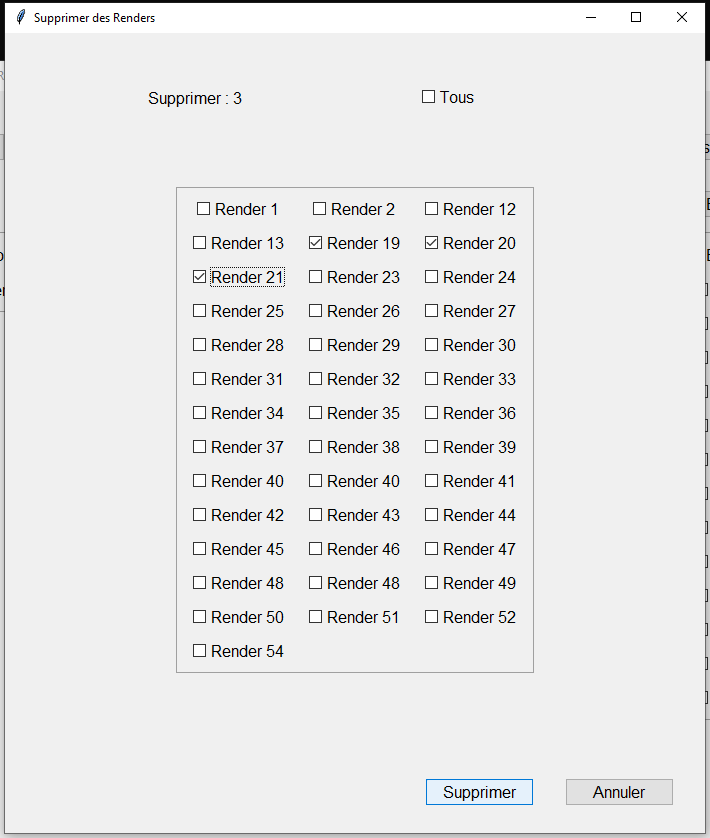 Supprimer des Renders
Supprimer : 3 Tous
Render 1 Render 2 Render 12
Render 13 Render 19 Render 20
Render 21 Render 23 Render 24
Render 25 Render 26 Render 27
Render 28 Render 29 Render 30
Render 31 Render 32 Render 33
Render 34 Render 35 Render 36
Render 37 Render 38 Render 39
Render 40 Render 40 Render 41
Render 42 Render 43 Render 44
Render 45 Render 46 Render 47
Render 48 Render 48 Render 49
Render 50 Render 51 Render 52
Render 54
Supprimer Annuler